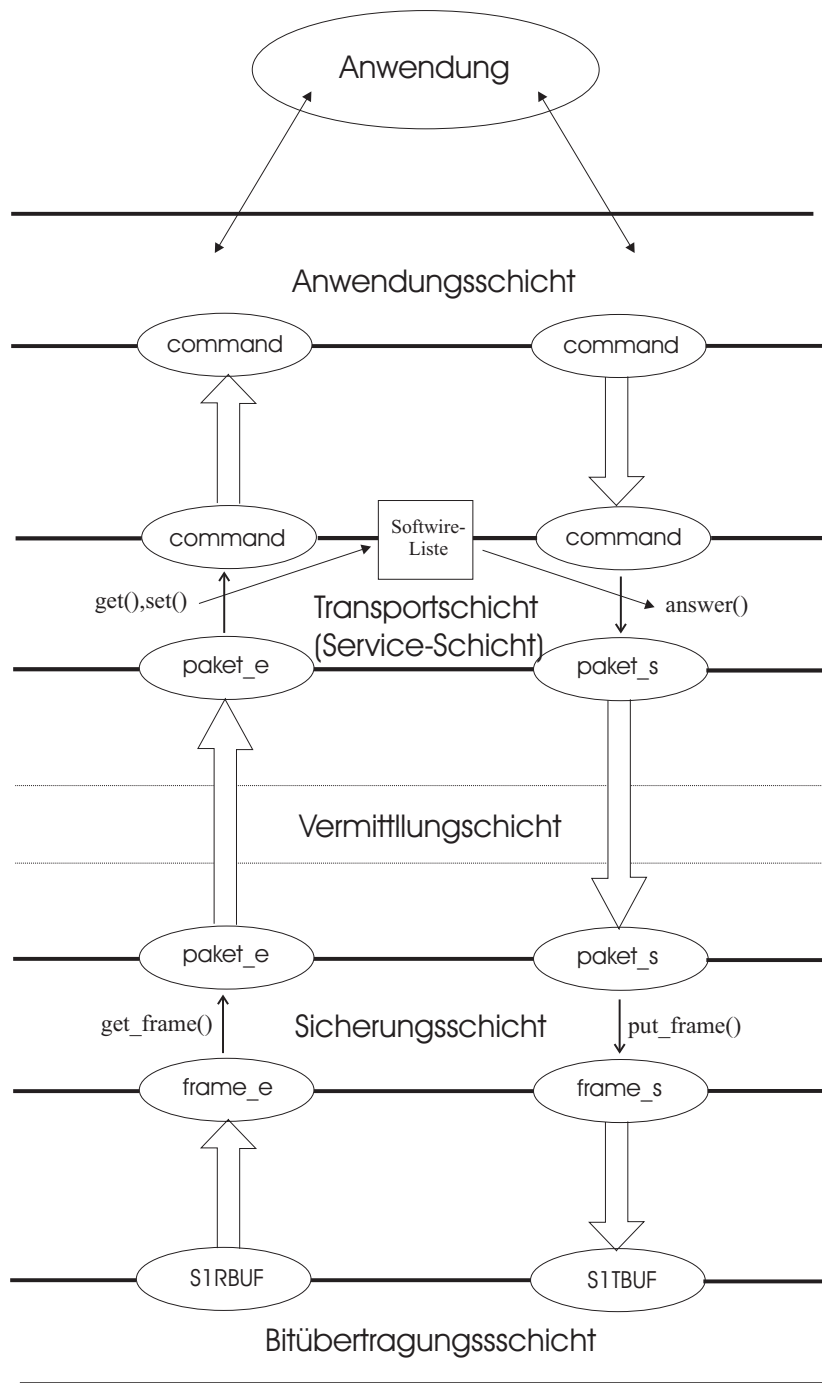 Anwendung
Anwendungsschicht
command command
command Softwire-
Liste command
get(),set() Transportschicht
(Service-Schicht) answer()
paket_e paket_s
Vermittllungschicht
paket_e paket_s
get_frame() Sicherungsschicht put_frame()
frame_e frame_s
S1RBUF S1TBUF
Bitübertragungssschicht